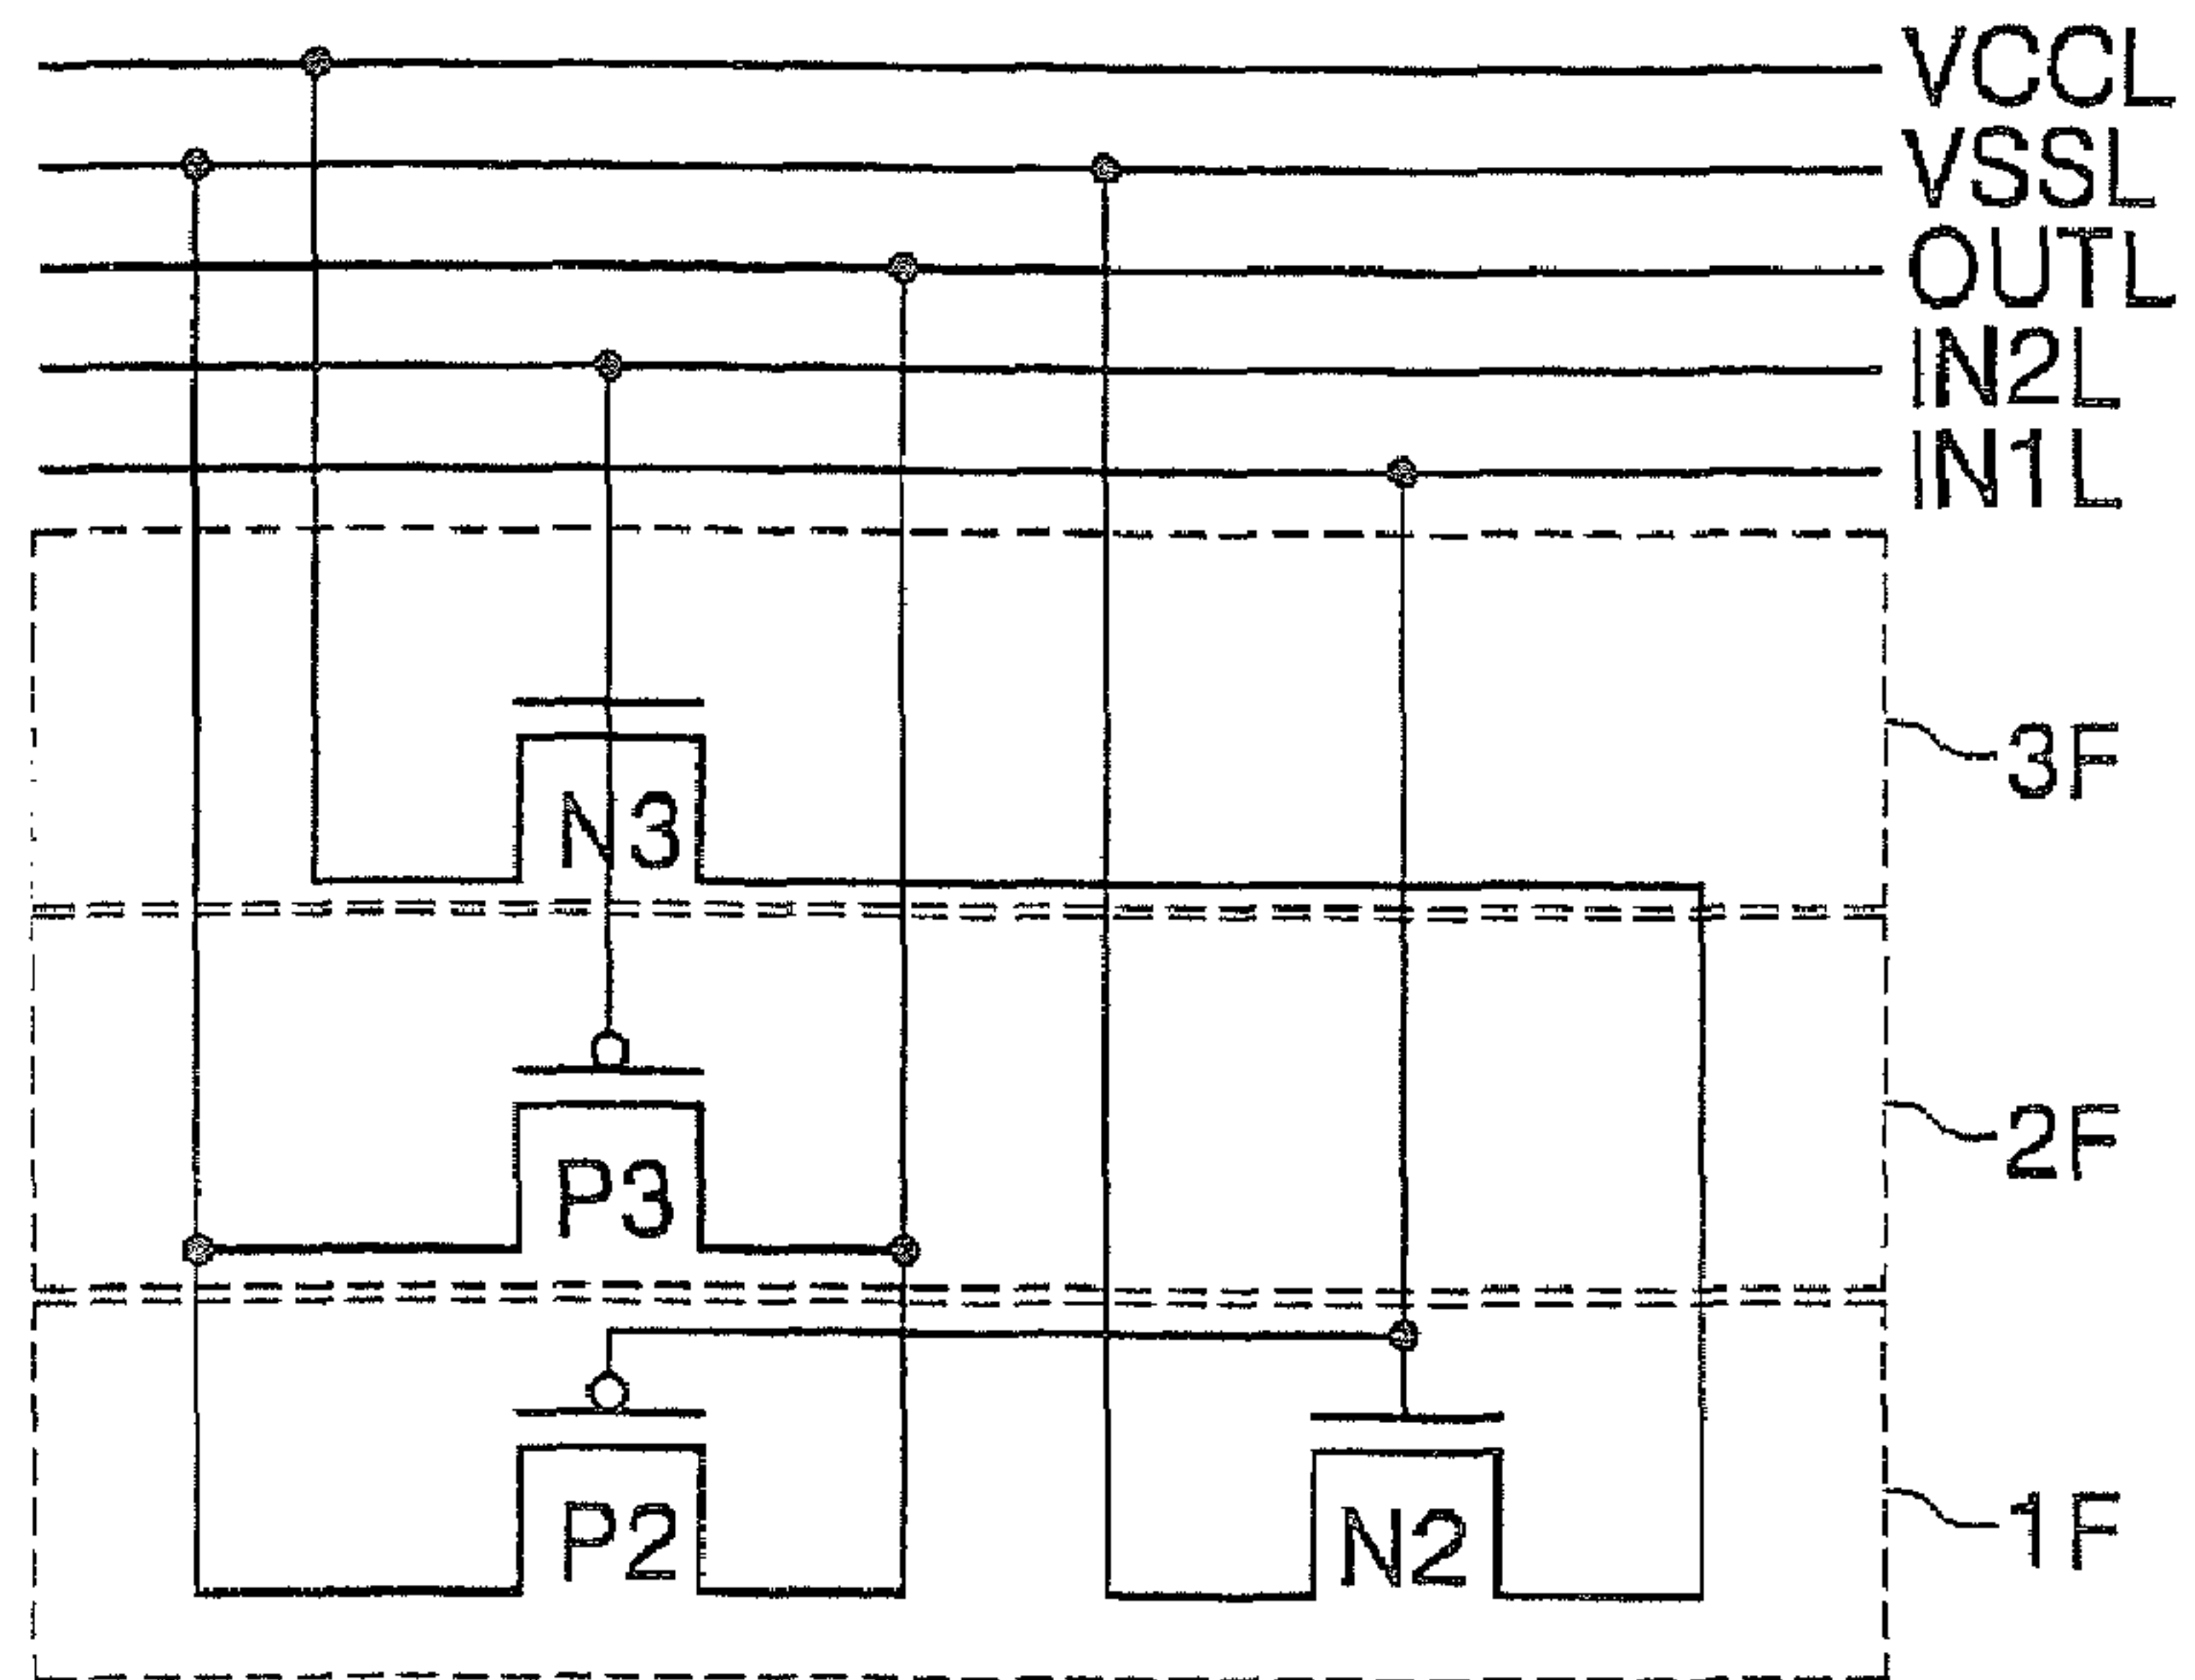 VCCL
VSSL
OUTL
IN2L
IN1L
3F
N3
2F
P3
1F
P2
N2